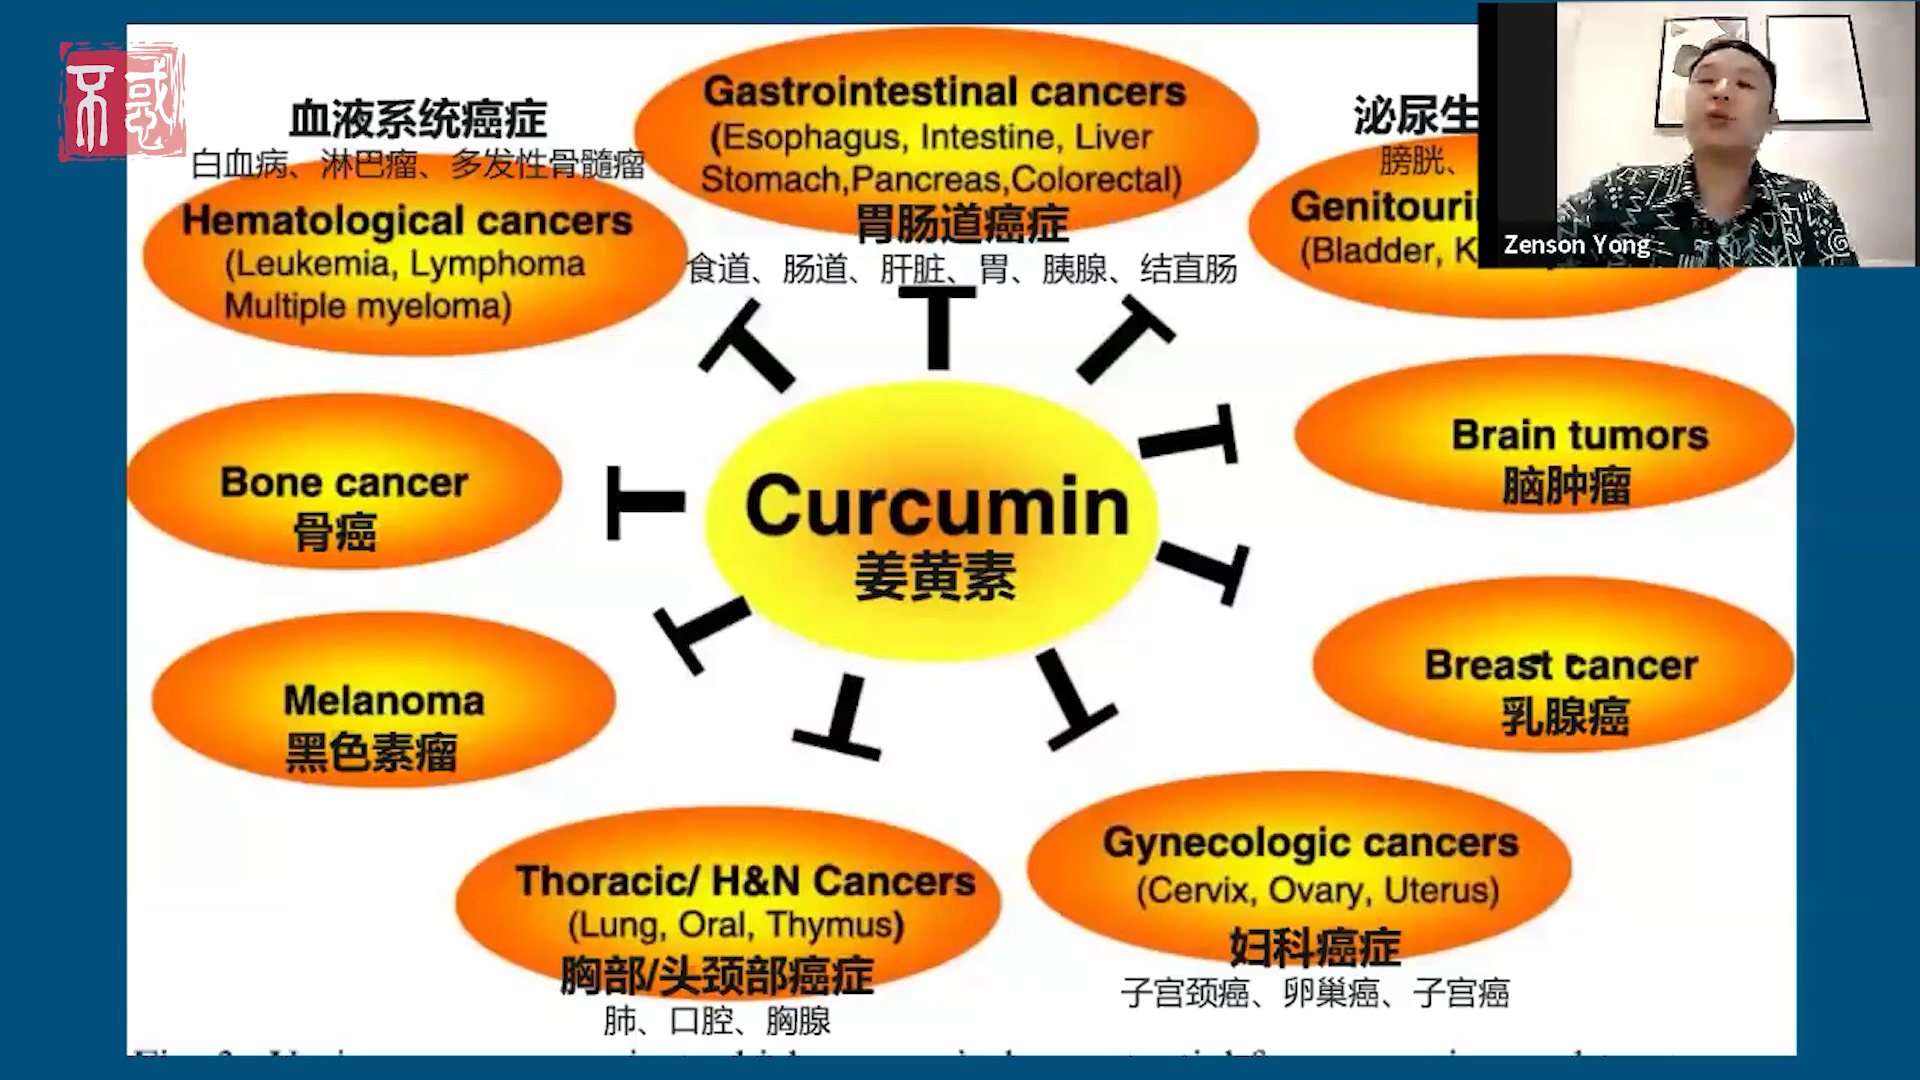 不惑
血液系统癌症
白血病、淋巴瘤、多发性骨髓瘤
Hematological cancers
(Leukemia, Lymphoma
Multiple myeloma)
Gastrointestinal cancers
(Esophagus, Intestine, Liver
Stomach,Pancreas,Colorectal)
胃肠道癌症
食道、肠道、肝脏、胃、胰腺、结直肠
泌尿生
膀胱、
Genitouri
(Bladder, K
Zenson Yong
Bone cancer
骨癌
Curcumin
姜黄素
Brain tumors
脑肿瘤
Melanoma
黑色素瘤
Breast cancer
乳腺癌
Thoracic/ H&N Cancers
(Lung, Oral, Thymus)
胸部/头颈部癌症
肺、口腔、胸腺
Gynecologic cancers
(Cervix, Ovary, Uterus)
妇科癌症
子宫颈癌、卵巢癌、子宫癌